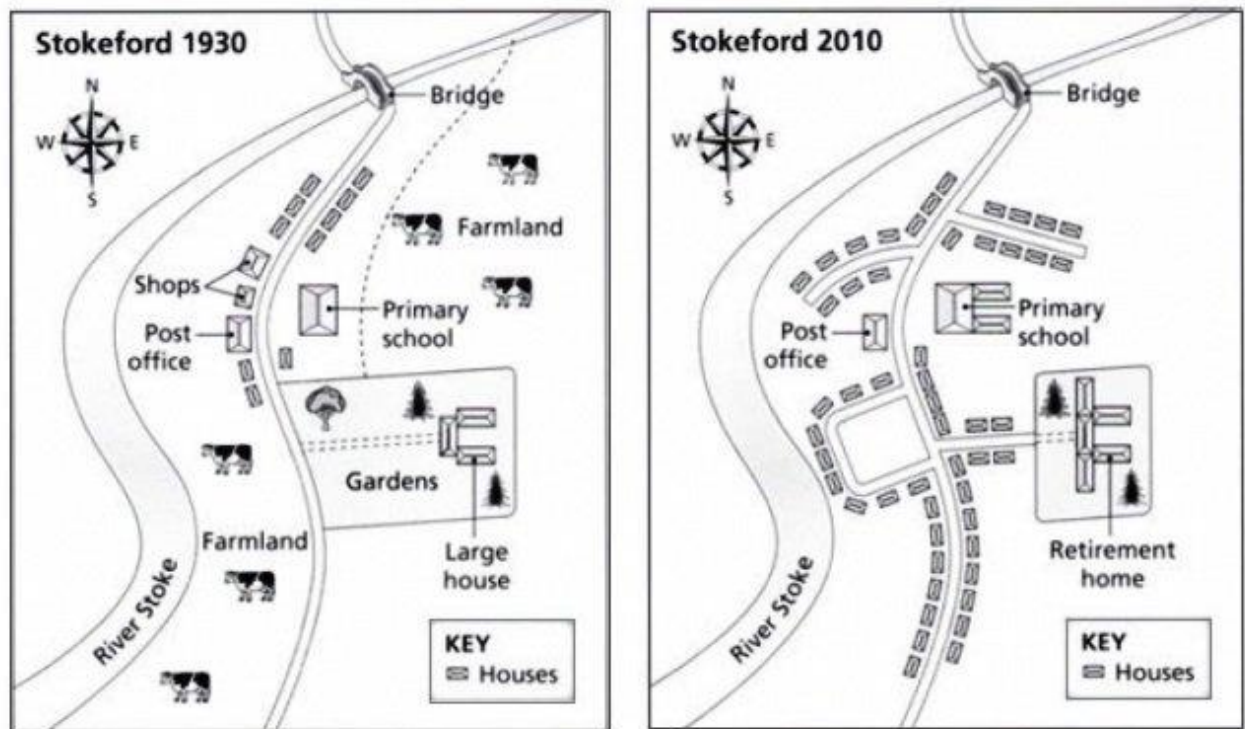 Stokeford 1930
N
W
E
S
Bridge
Farmland
Shops
Primary
school
Post
office
Gardens
Farmland
Large
house
River Stoke
KEY
Houses
Stokeford 2010
N
W
E
S
Bridge
Primary
school
Post
office
Retirement
home
River Stoke
KEY
Houses